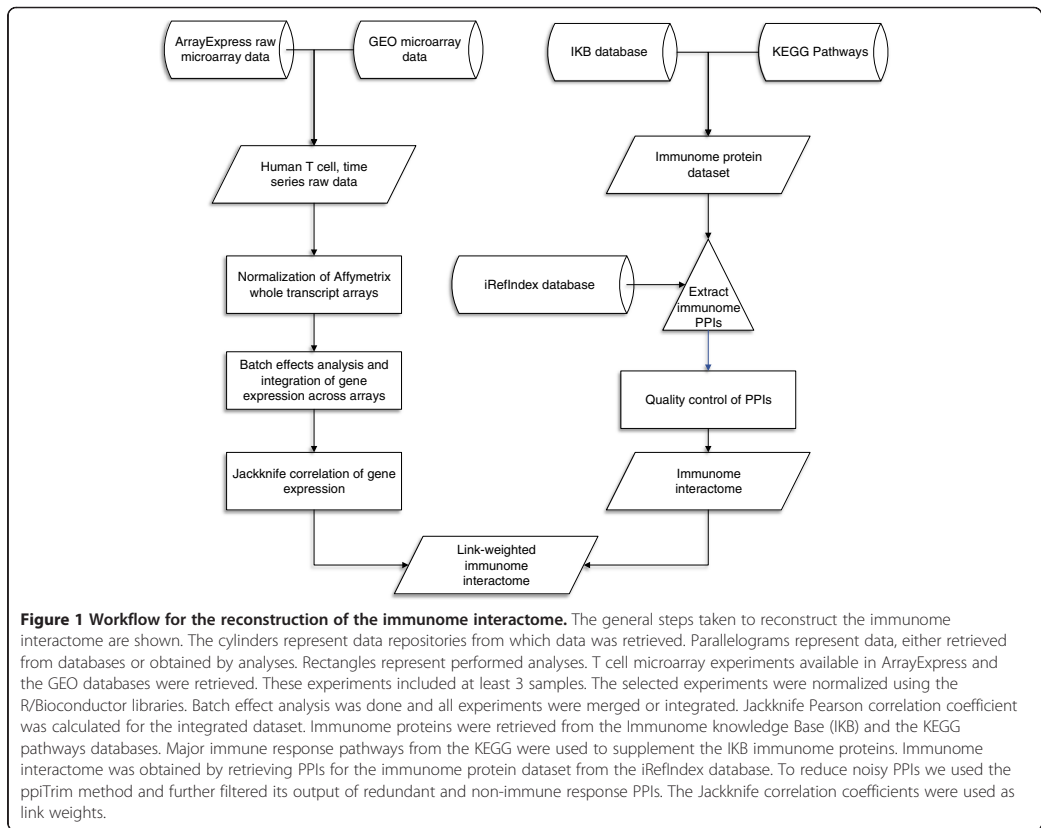 ArrayExpress raw
microarray data
GEO microarray
data
IKB database
KEGG Pathways
Human T cell, time
series raw data
Immunome protein
dataset
Normalization of Affymetrix
whole transcript arrays
iRefIndex database
Extract
immunome
PPIs
Batch effects analysis and
integration of gene
expression across arrays
Quality control of PPIs
Jackknife correlation of gene
expression
Immunome
interactome
Link-weighted
immunome
interactome
Figure 1 Workflow for the reconstruction of the immunome interactome. The general steps taken to reconstruct the immunome
interactome are shown. The cylinders represent data repositories from which data was retrieved. Parallelograms represent data, either retrieved
from databases or obtained by analyses. Rectangles represent performed analyses. T cell microarray experiments available in ArrayExpress and
the GEO databases were retrieved. These experiments included at least 3 samples. The selected experiments were normalized using the
R/Bioconductor libraries. Batch effect analysis was done and all experiments were merged or integrated. Jackknife Pearson correlation coefficient
was calculated for the integrated dataset. Immunome proteins were retrieved from the Immunome knowledge Base (IKB) and the KEGG
pathways databases. Major immune response pathways from the KEGG were used to supplement the IKB immunome proteins. Immunome
interactome was obtained by retrieving PPIs for the immunome protein dataset from the iRefIndex database. To reduce noisy PPIs we used the
ppiTrim method and further filtered its output of redundant and non-immune response PPIs. The Jackknife correlation coefficients were used as
link weights.